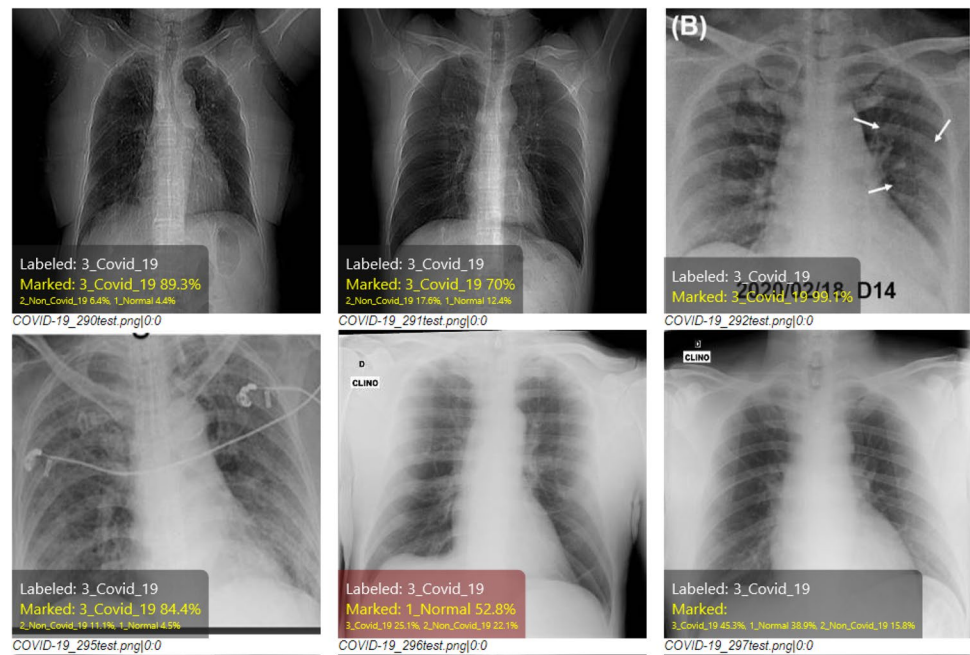 Labeled: 3_Covid_19
Marked: 3_Covid_19 89.3%
2_Non_Covid_19 6.4%, 1_Normal 4.4%
COVID-19_290test.png|0:0
Labeled: 3_Covid_19
Marked: 3_Covid_19 70%
2_Non_Covid_19 17.6%, 1_Normal 12.4%
COVID-19_291test.png|0:0
(B)
2020/02/18 D14
Labeled: 3_Covid_19
Marked: 3_Covid_19 99.1%
COVID-19_292test.png|0:0
Labeled: 3_Covid_19
Marked: 3_Covid_19 84.4%
2_Non_Covid_19 11.1%, 1_Normal 4.5%
COVID-19_295test.png|0:0
D
CLINO
Labeled: 3_Covid_19
Marked: 1_Normal 52.8%
3_Covid_19 25.1%, 2_Non_Covid_19 22.1%
COVID-19_296test.png|0:0
D
CLINO
Labeled: 3_Covid_19
Marked:
3_Covid_19 45.3%, 1_Normal 38.9%, 2_Non_Covid_19 15.8%
COVID-19_297test.png|0:0